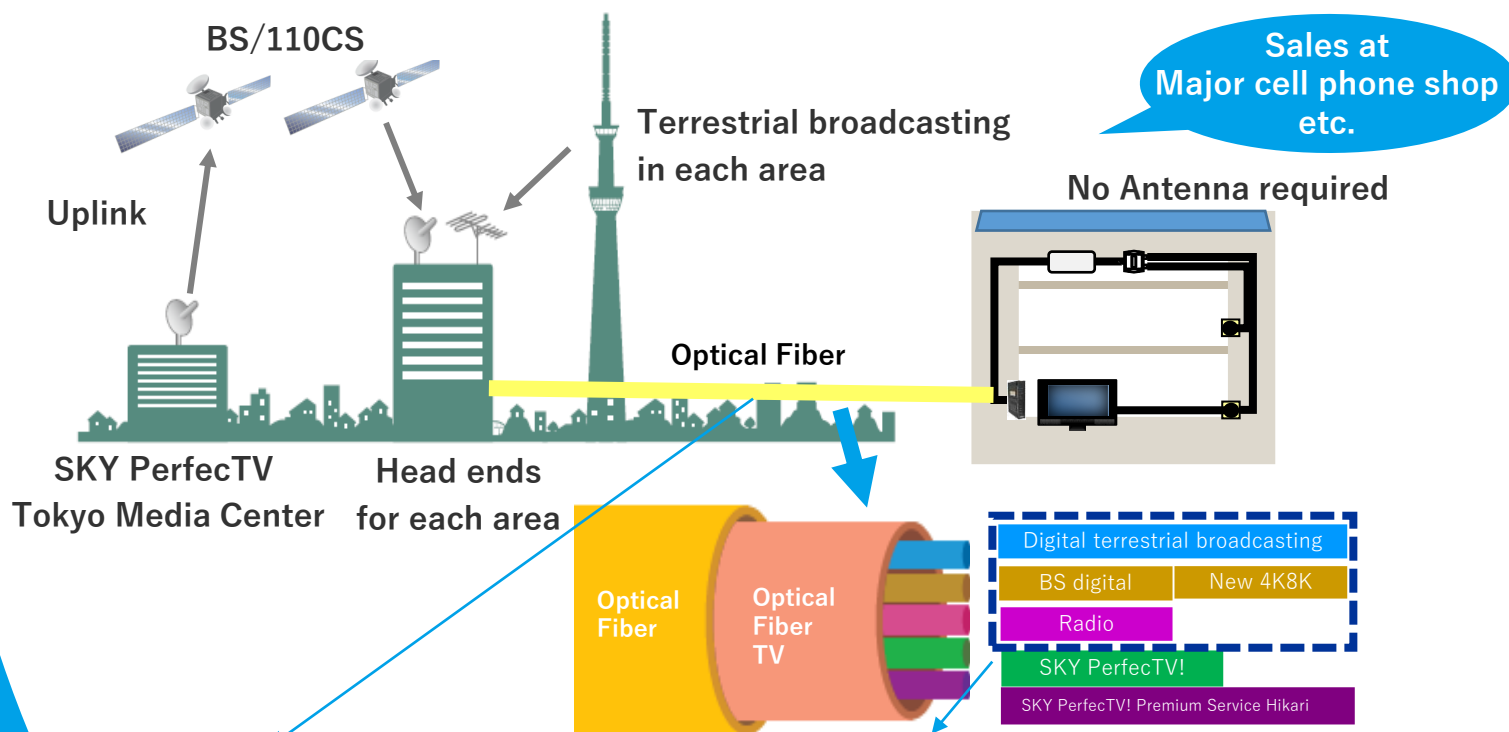 BS/110CS
Sales at
Major cell phone shop
etc.
Terrestrial broadcasting
in each area
No Antenna required
Uplink
Optical Fiber
SKY PerfecTV
Tokyo Media Center
Head ends
for each area
Optical
Fiber
Optical
Fiber
TV
Digital terrestrial broadcasting
BS digital
New 4K8K
Radio
SKY PerfecTV!
SKY PerfecTV! Premium Service Hikari